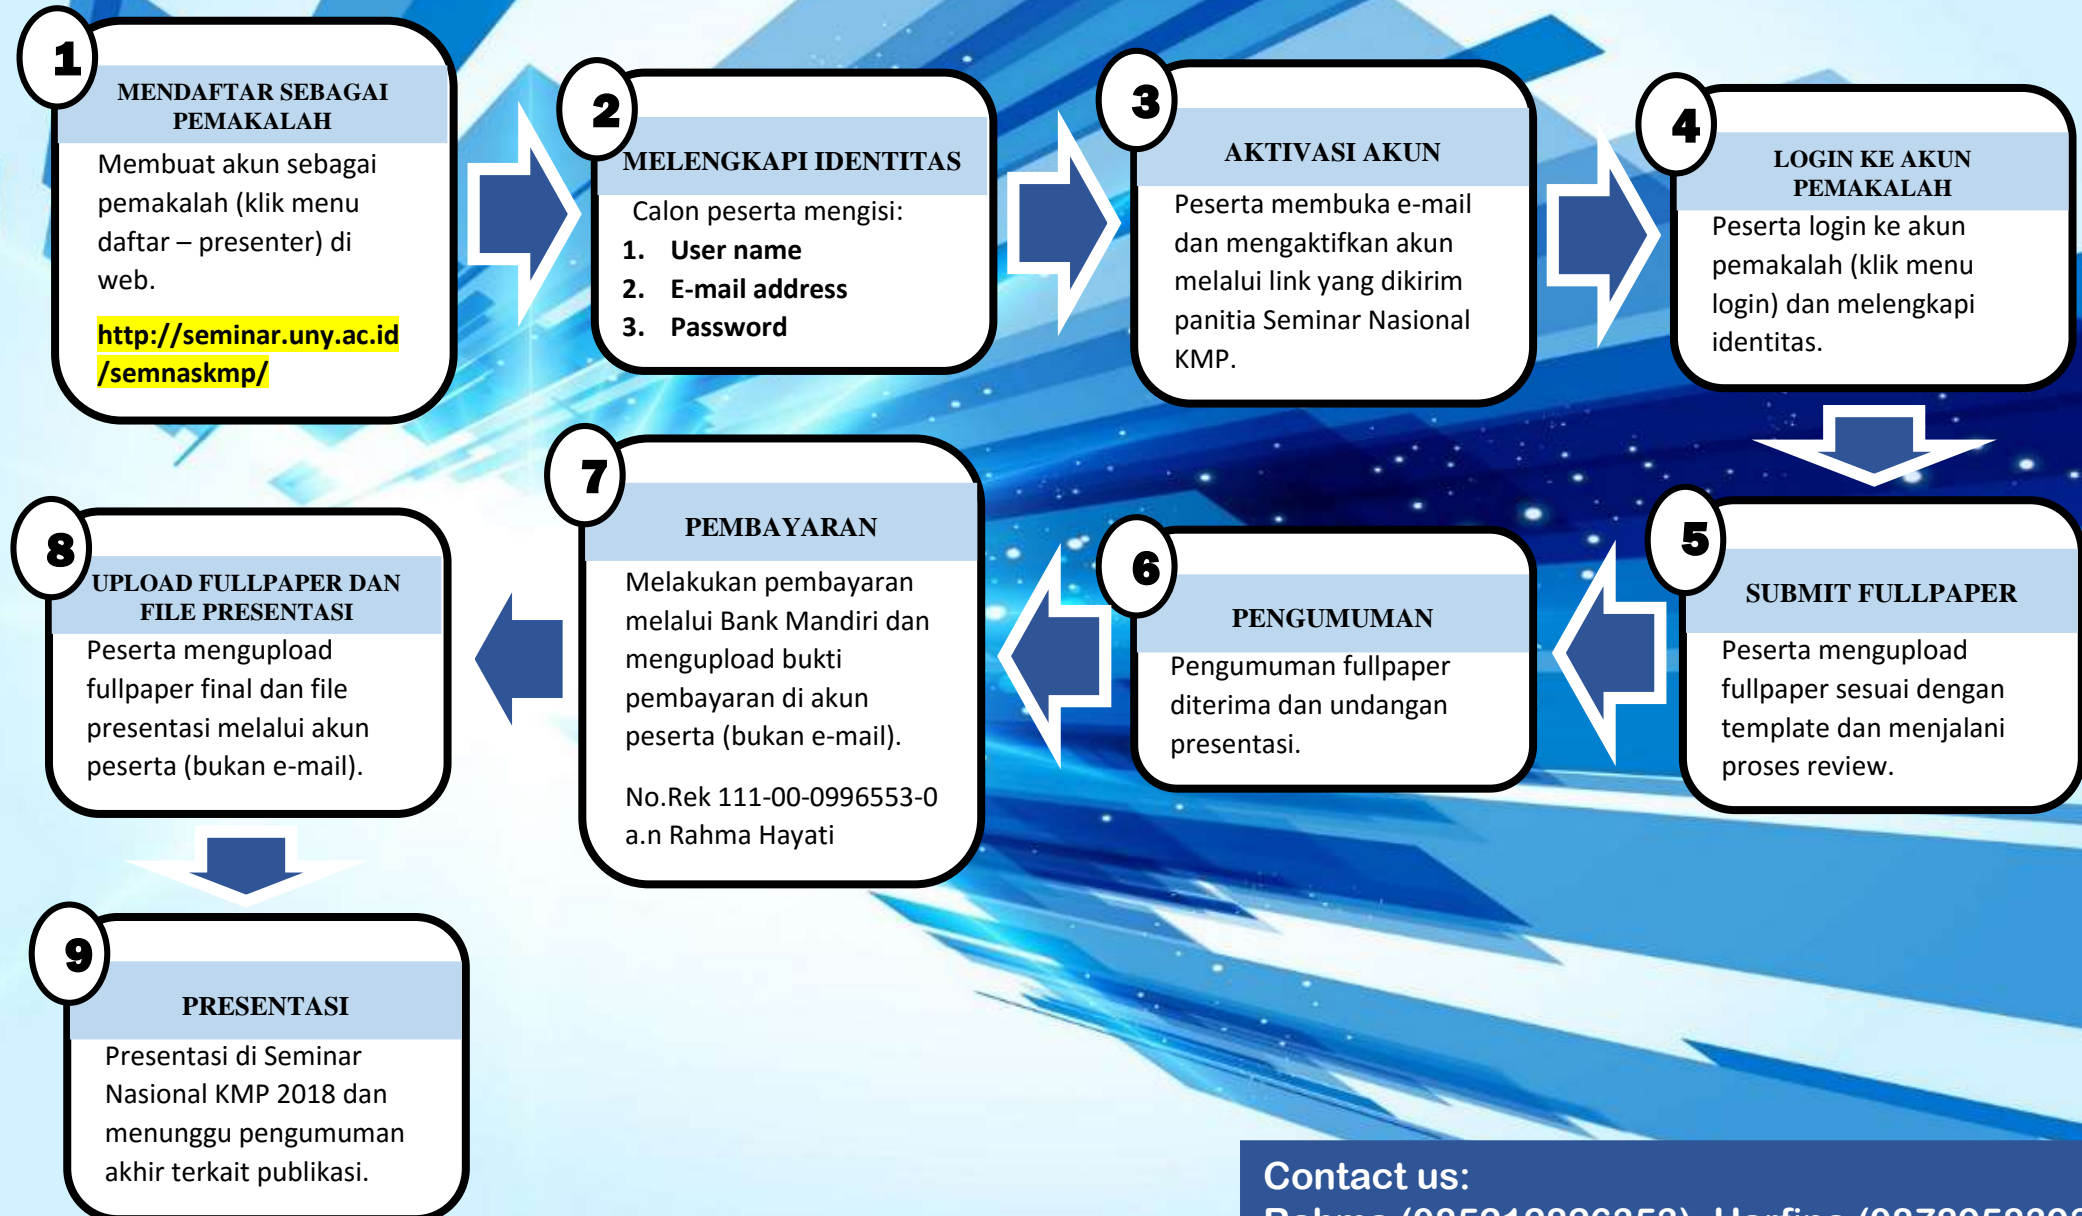 1
MENDAFTAR SEBAGAI
PEMAKALAH
Membuat akun sebagai
pemakalah (klik menu
daftar – presenter) di
web.
http://seminar.uny.ac.id
/semnaskmp/
2
MELENGKAPI IDENTITAS
Calon peserta mengisi:
1. User name
2. E-mail address
3. Password
3
AKTIVASI AKUN
Peserta membuka e-mail
dan mengaktifkan akun
melalui link yang dikirim
panitia Seminar Nasional
KMP.
4
LOGIN KE AKUN
PEMAKALAH
Peserta login ke akun
pemakalah (klik menu
login) dan melengkapi
identitas.
5
SUBMIT FULLPAPER
Peserta mengupload
fullpaper sesuai dengan
template dan menjalani
proses review.
6
PENGUMUMAN
Pengumuman fullpaper
diterima dan undangan
presentasi.
7
PEMBAYARAN
Melakukan pembayaran
melalui Bank Mandiri dan
mengupload bukti
pembayaran di akun
peserta (bukan e-mail).
No.Rek 111-00-0996553-0
a.n Rahma Hayati
8
UPLOAD FULLPAPER DAN
FILE PRESENTASI
Peserta mengupload
fullpaper final dan file
presentasi melalui akun
peserta (bukan e-mail).
9
PRESENTASI
Presentasi di Seminar
Nasional KMP 2018 dan
menunggu pengumuman
akhir terkait publikasi.
Contact us: